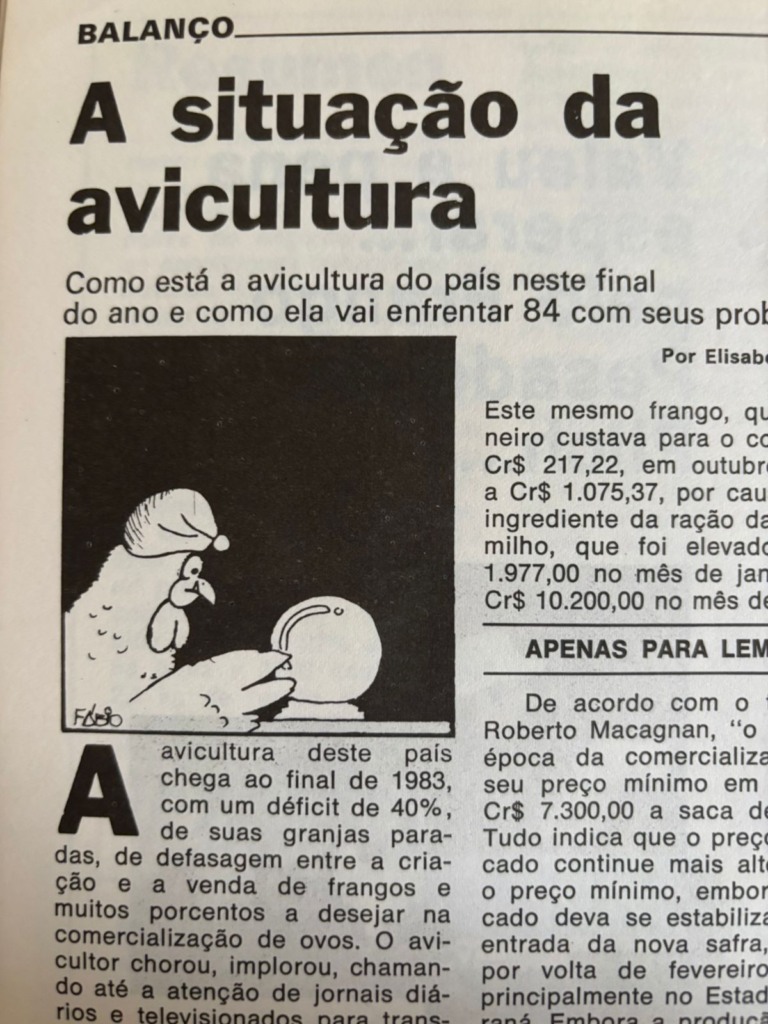 BALANÇO
A situação da
avicultura
Como está a avicultura do país neste final
do ano e como ela vai enfrentar 84 com seus prob
Por Elisabe
FÁBIO
A avicultura deste país
chega ao final de 1983,
com um déficit de 40%,
de suas granjas para-
das, de defasagem entre a cria-
ção e a venda de frangos e
muitos porcentos a desejar na
comercialização de ovos. O avi-
cultor chorou, implorou, chaman-
do até a atenção de jornais diá-
rios e televisionados para trans-
Este mesmo frango, qu
neiro custava para o co
Cr$ 217,22, em outubr
a Cr$ 1.075,37, por cau
ingrediente da ração da
milho, que foi elevado
1.977,00 no mês de jan
Cr$ 10.200,00 no mês de
APENAS PARA LEM
De acordo com o
Roberto Macagnan, “o
época da comercializa
seu preço mínimo em
Cr$ 7.300,00 a saca de
Tudo indica que o preç
cado continue mais alt
o preço mínimo, embor
cado deva se estabiliza
entrada da nova safra,
por volta de fevereiro
principalmente no Estad
raná. Embora a produç